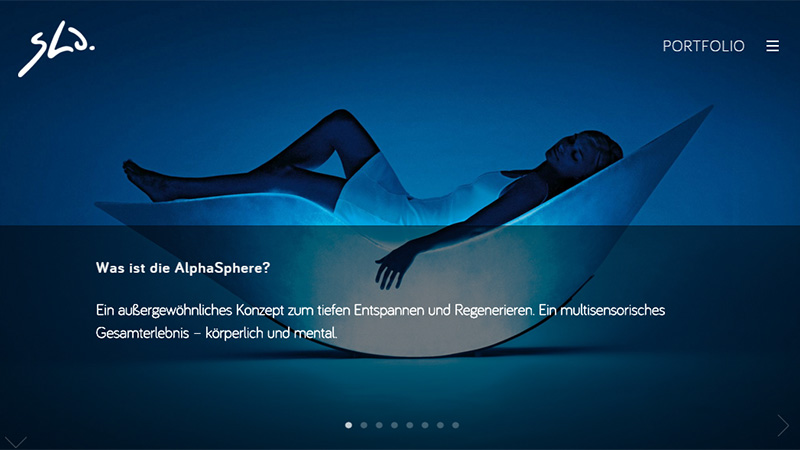 sha.
PORTFOLIO
Was ist die AlphaSphere?
Ein außergewöhnliches Konzept zum tiefen Entspannen und Regenerieren. Ein multisensorisches
Gesamterlebnis – körperlich und mental.